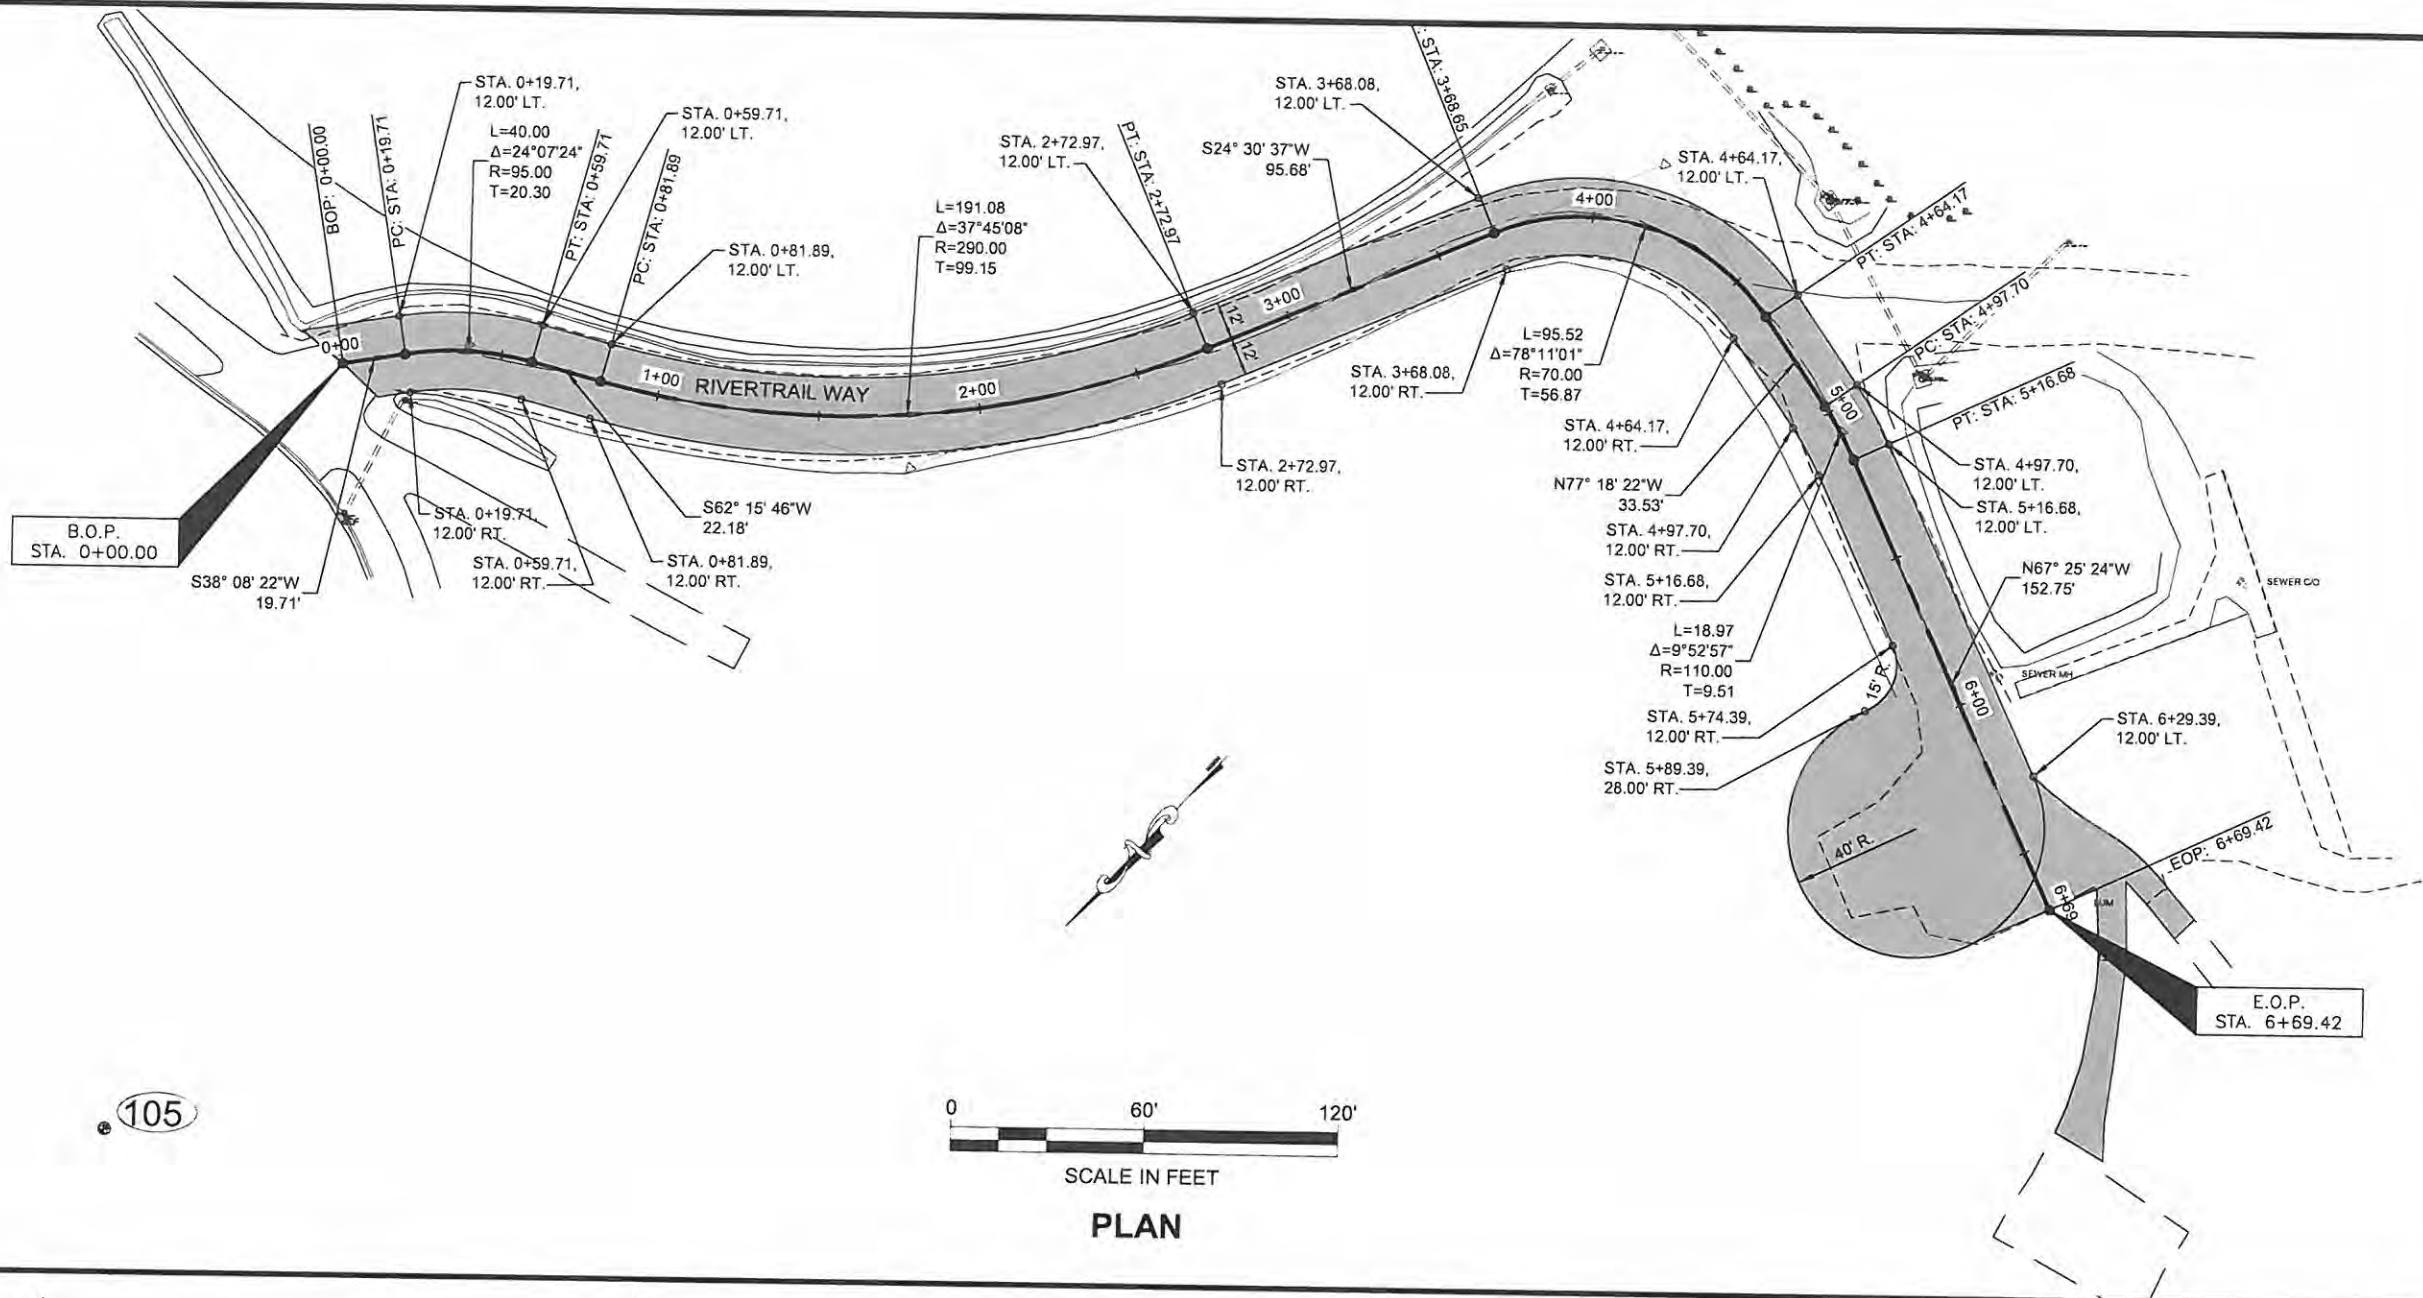 BOP: 0+00.00
PC: STA: 0+19.71
STA. 0+19.71,
12.00' LT.
L=40.00
Δ=24°07'24"
R=95.00
T=20.30
PT: STA: 0+59.71
STA. 0+59.71,
12.00' LT.
PC: STA: 0+81.89
STA. 0+81.89,
12.00' LT.
L=191.08
Δ=37°45'08"
R=290.00
T=99.15
STA. 2+72.97,
12.00' LT.
PT: STA: 2+72.97
S24° 30' 37"W
95.68'
STA. 3+68.08,
12.00' LT.
: STA: 3+68.65
STA. 4+64.17,
12.00' LT.
PT: STA: 4+64.17
PC: STA: 4+97.70
PT: STA: 5+16.68
0+00
1+00
RIVERTRAIL WAY
2+00
3+00
12'
12'
4+00
5+00
6+00
6+69
L=95.52
Δ=78°11'01"
R=70.00
T=56.87
STA. 3+68.08,
12.00' RT.
STA. 4+64.17,
12.00' RT.
STA. 2+72.97,
12.00' RT.
N77° 18' 22"W
33.53'
STA. 4+97.70,
12.00' RT.
STA. 5+16.68,
12.00' RT.
L=18.97
Δ=9°52'57"
R=110.00
T=9.51
STA. 5+74.39,
12.00' RT.
STA. 5+89.39,
28.00' RT.
15' R.
40' R.
STA. 4+97.70,
12.00' LT.
STA. 5+16.68,
12.00' LT.
N67° 25' 24"W
152.75'
SEWER C/O
SEWER MH
STA. 6+29.39,
12.00' LT.
EOP: 6+69.42
E.O.P.
STA. 6+69.42
B.O.P.
STA. 0+00.00
S38° 08' 22"W
19.71'
STA. 0+19.71,
12.00' RT.
STA. 0+59.71,
12.00' RT.
S62° 15' 46"W
22.18'
STA. 0+81.89,
12.00' RT.
105
0 60' 120'
SCALE IN FEET
PLAN